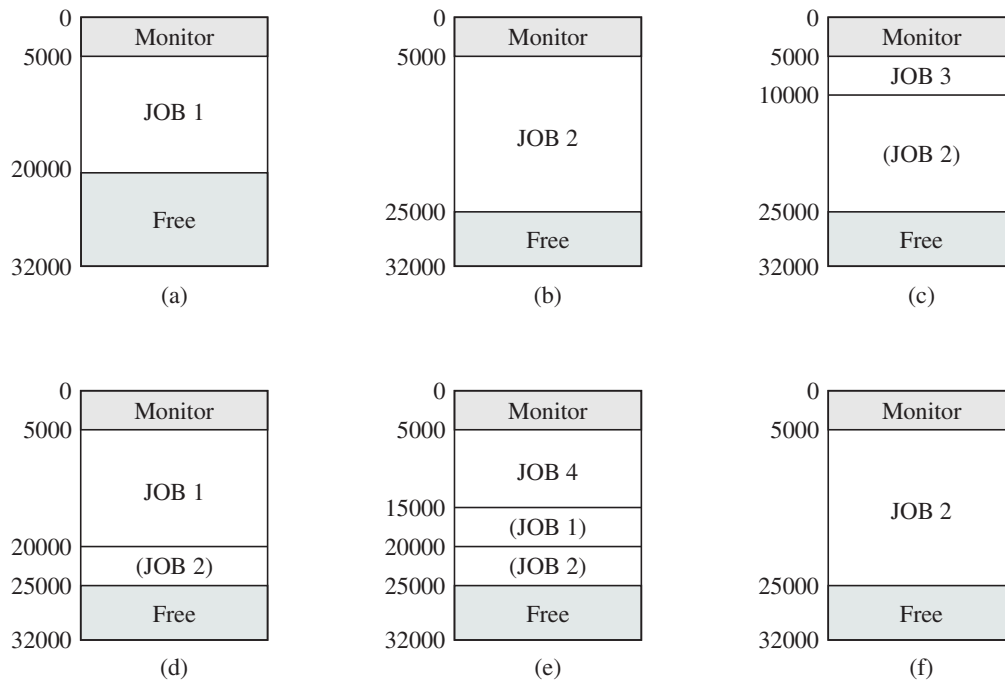 0
Monitor
5000
JOB 1
20000
Free
32000
(a)
0
Monitor
5000
JOB 2
25000
Free
32000
(b)
0
Monitor
5000
JOB 3
10000
(JOB 2)
25000
Free
32000
(c)
0
Monitor
5000
JOB 1
20000
(JOB 2)
25000
Free
32000
(d)
0
Monitor
5000
JOB 4
15000
(JOB 1)
20000
(JOB 2)
25000
Free
32000
(e)
0
Monitor
5000
JOB 2
25000
Free
32000
(f)